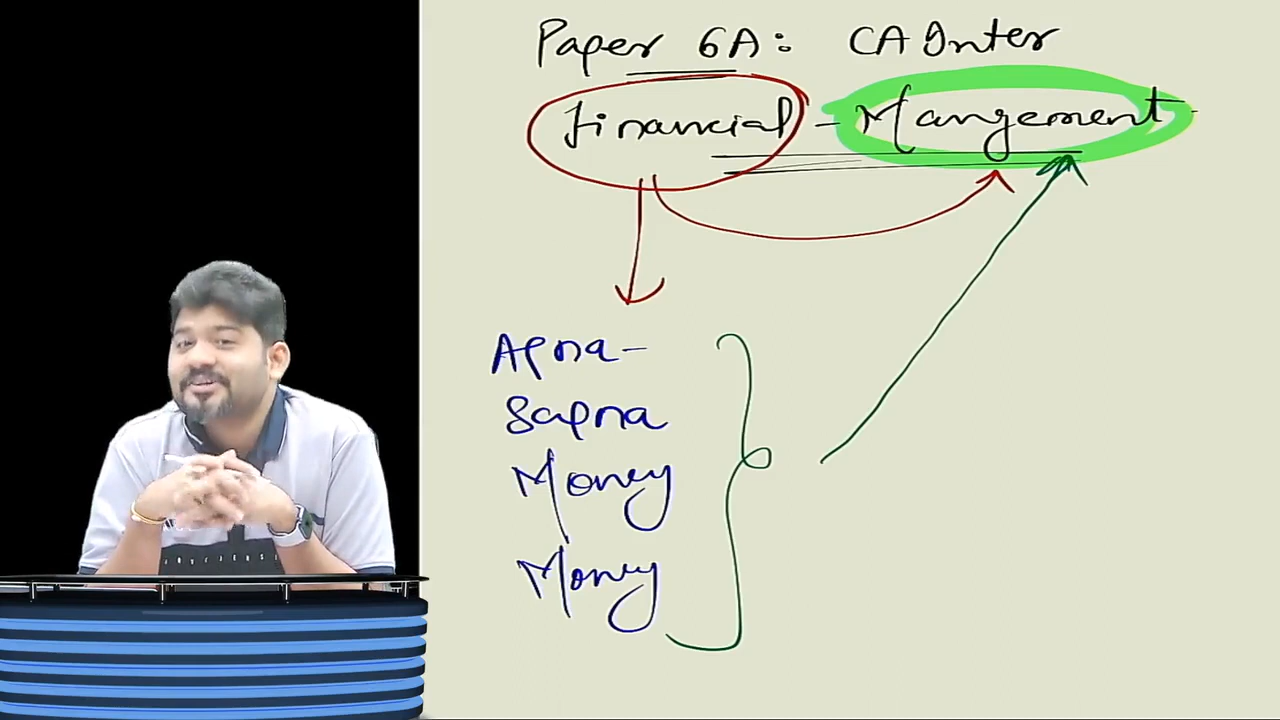 Paper 6A: CA Inter
Financial - Mangement
Apna -
Sapna
Money
Money